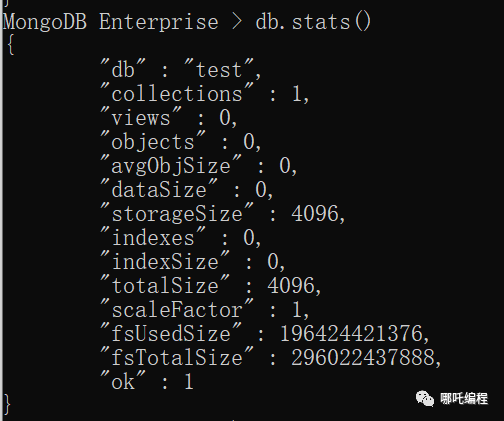 MongoDB Enterprise > db.stats()
{
"db" : "test",
"collections" : 1,
"views" : 0,
"objects" : 0,
"avgObjSize" : 0,
"dataSize" : 0,
"storageSize" : 4096,
"indexes" : 0,
"indexSize" : 0,
"totalSize" : 4096,
"scaleFactor" : 1,
"fsUsedSize" : 196424421376,
"fsTotalSize" : 296022437888,
"ok" : 1
}
哪吒编程